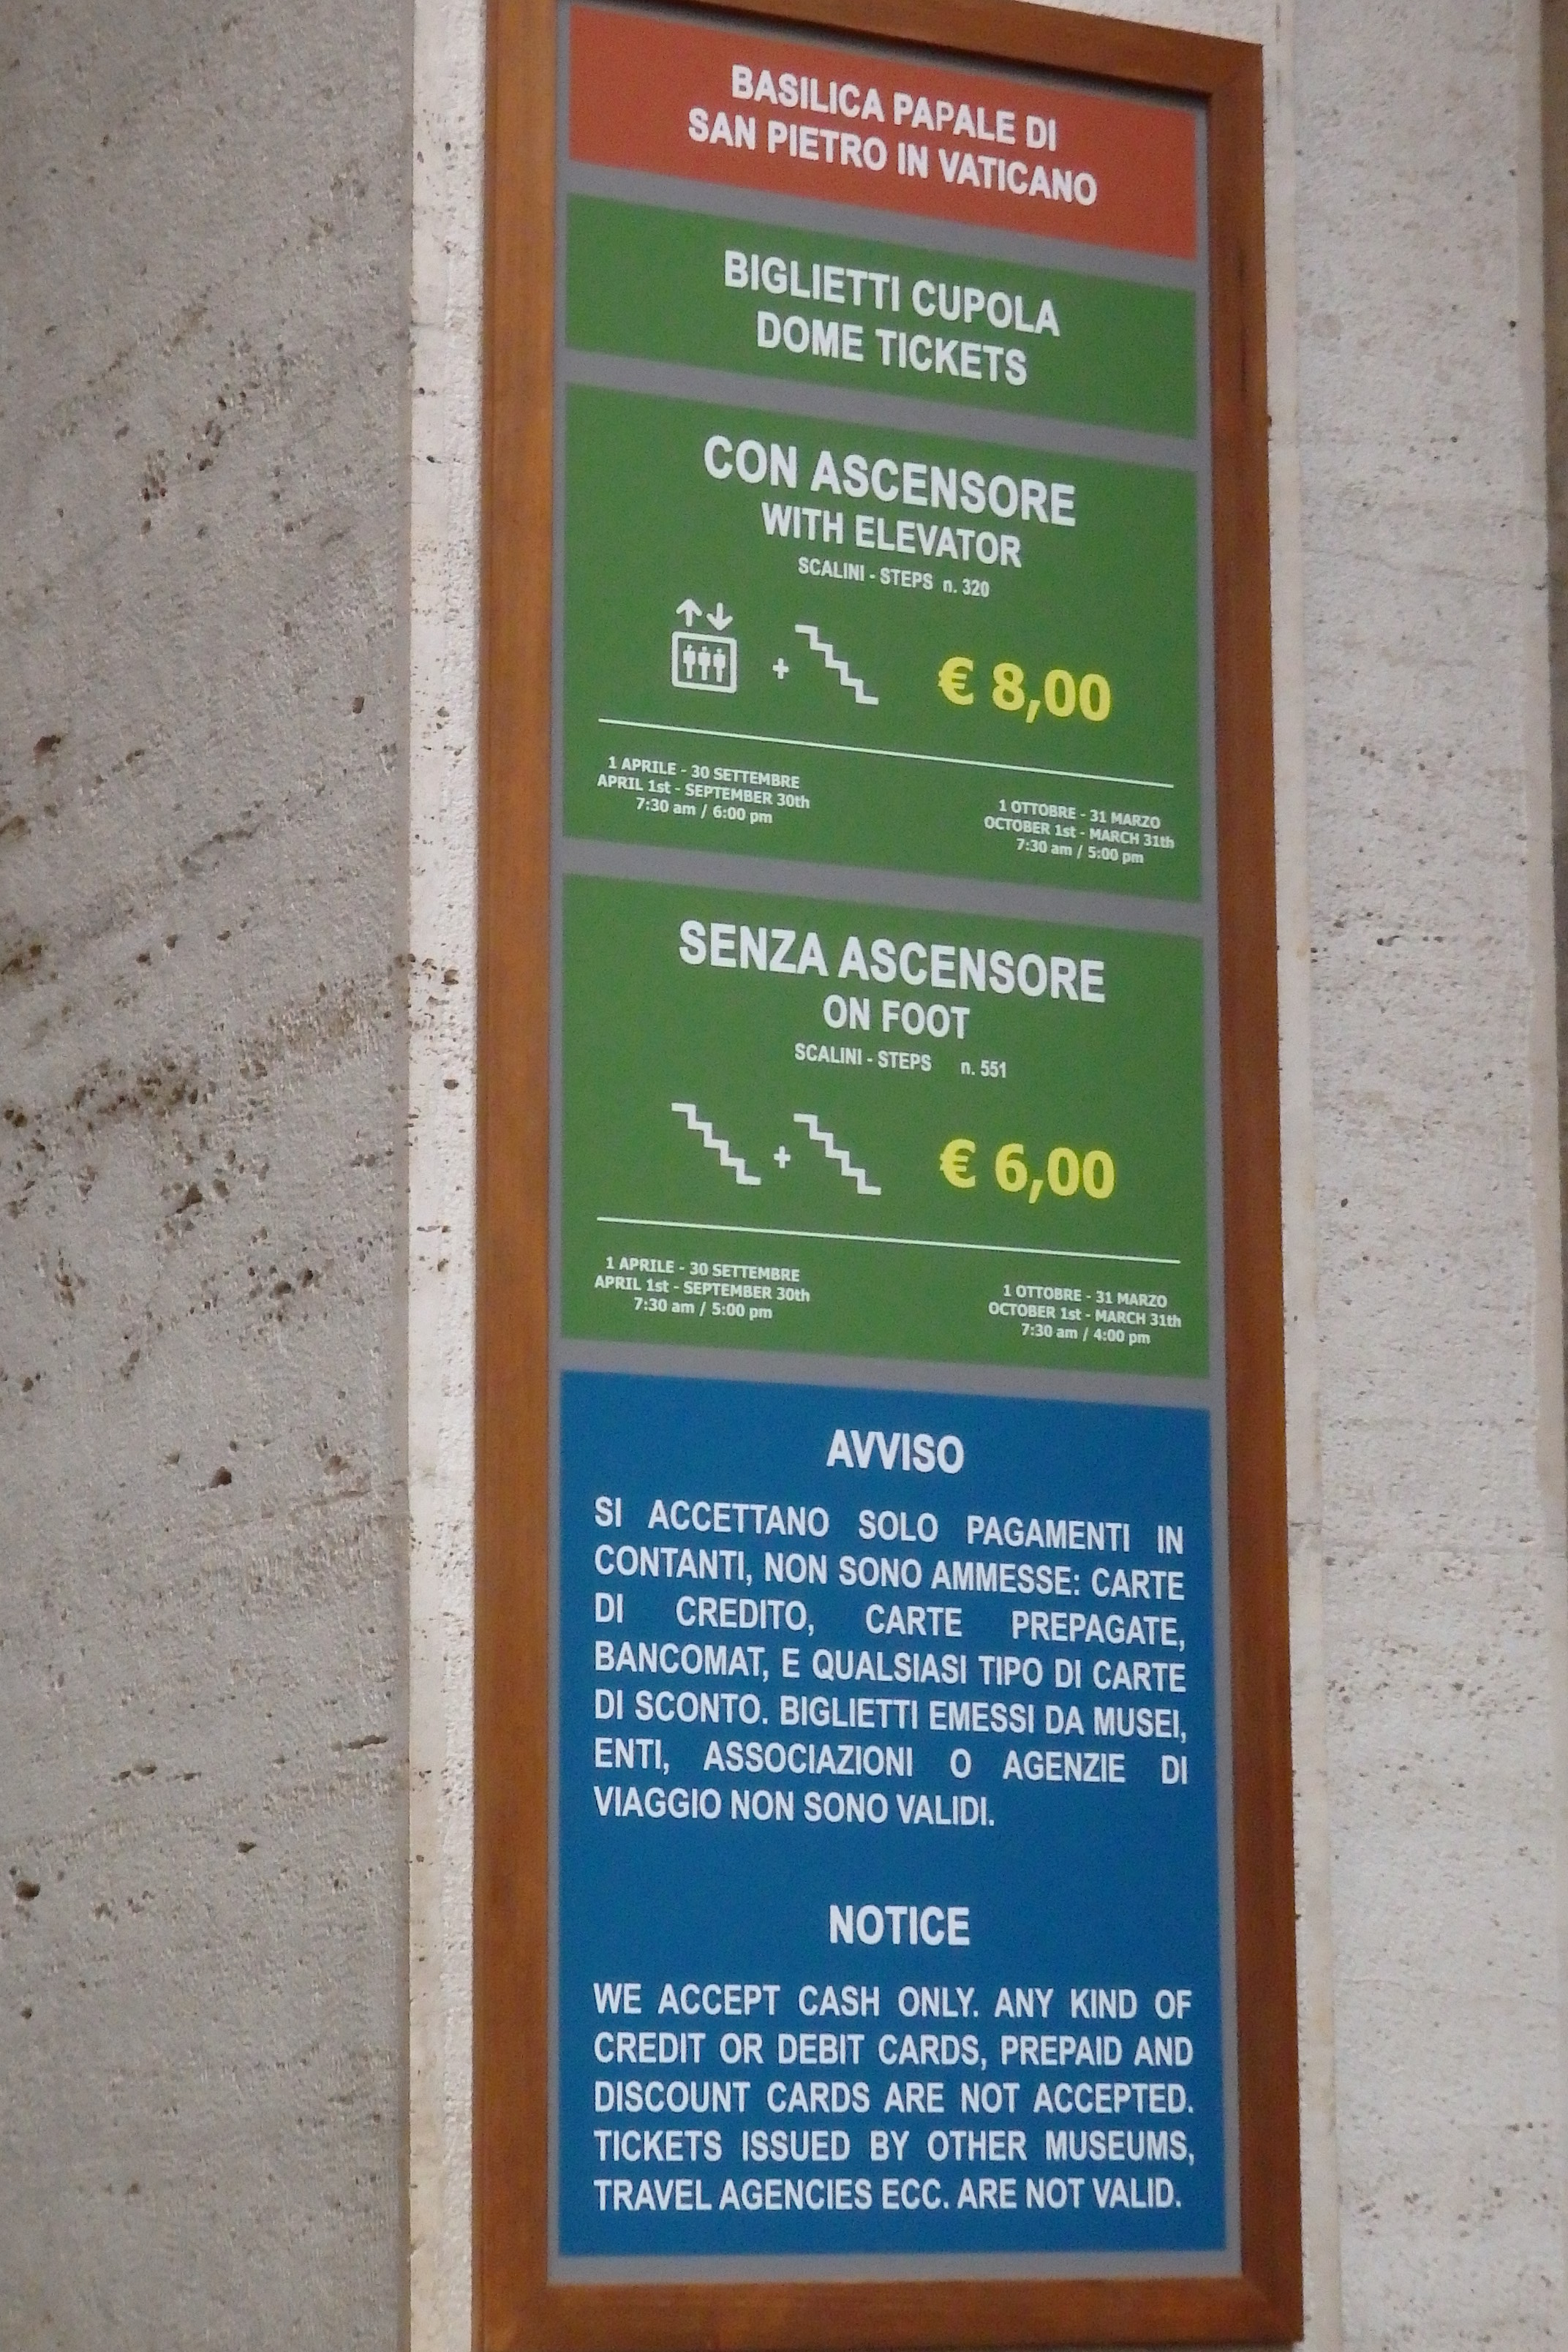 BASILICA PAPALE DI
SAN PIETRO IN VATICANO
BIGLIETTI CUPOLA
DOME TICKETS
CON ASCENSORE
WITH ELEVATOR
SCALINI - STEPS n. 320
+ € 8,00
1 APRILE - 30 SETTEMBRE
APRIL 1st - SEPTEMBER 30th
7:30 am / 6:00 pm
1 OTTOBRE - 31 MARZO
OCTOBER 1st - MARCH 31th
7:30 am / 5:00 pm
SENZA ASCENSORE
ON FOOT
SCALINI - STEPS n. 551
+ € 6,00
1 APRILE - 30 SETTEMBRE
APRIL 1st - SEPTEMBER 30th
7:30 am / 5:00 pm
1 OTTOBRE - 31 MARZO
OCTOBER 1st - MARCH 31th
7:30 am / 4:00 pm
AVVISO
SI ACCETTANO SOLO PAGAMENTI IN
CONTANTI, NON SONO AMMESSE: CARTE
DI CREDITO, CARTE PREPAGATE,
BANCOMAT, E QUALSIASI TIPO DI CARTE
DI SCONTO. BIGLIETTI EMESSI DA MUSEI,
ENTI, ASSOCIAZIONI O AGENZIE DI
VIAGGIO NON SONO VALIDI.
NOTICE
WE ACCEPT CASH ONLY. ANY KIND OF
CREDIT OR DEBIT CARDS, PREPAID AND
DISCOUNT CARDS ARE NOT ACCEPTED.
TICKETS ISSUED BY OTHER MUSEUMS,
TRAVEL AGENCIES ECC. ARE NOT VALID.